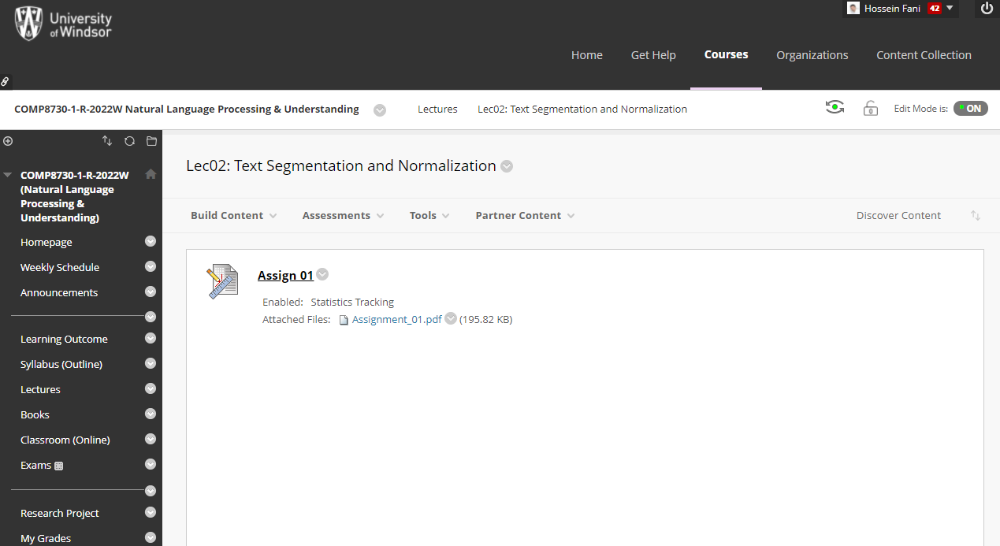 University
of Windsor
Hossein Fani 42
Home Get Help Courses Organizations Content Collection
COMP8730-1-R-2022W Natural Language Processing & Understanding Lectures Lec02: Text Segmentation and Normalization 0 Edit Mode is: ON
COMP8730-1-R-2022W
(Natural Language
Processing &
Understanding)
Homepage
Weekly Schedule
Announcements
Learning Outcome
Syllabus (Outline)
Lectures
Books
Classroom (Online)
Exams
Research Project
My Grades
Lec02: Text Segmentation and Normalization
Build Content Assessments Tools Partner Content Discover Content
Assign 01
Enabled: Statistics Tracking
Attached Files: Assignment_01.pdf (195.82 KB)